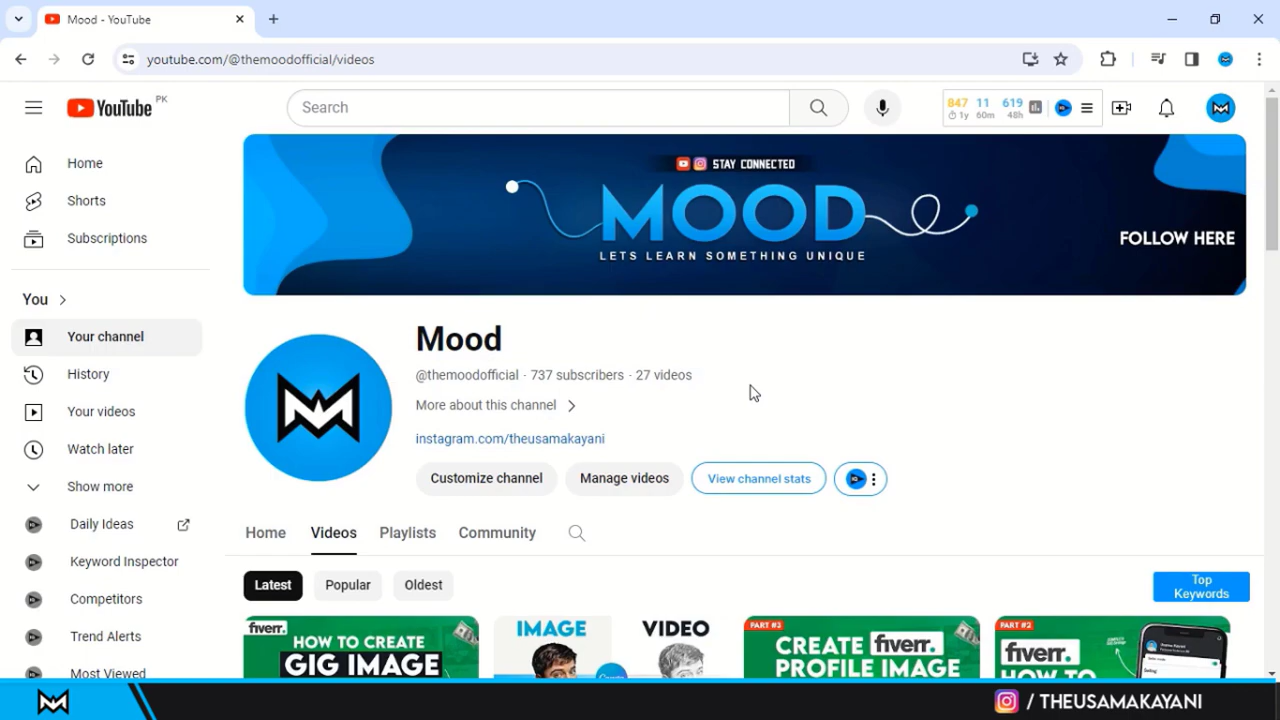 Mood - YouTube
youtube.com/@themoodofficial/videos
YouTube PK
Search
847 11 619
1y 60m 48h
Home
Shorts
Subscriptions
You
Your channel
History
Your videos
Watch later
Show more
Daily Ideas
Keyword Inspector
Competitors
Trend Alerts
Most Viewed
STAY CONNECTED
MOOD
LETS LEARN SOMETHING UNIQUE
FOLLOW HERE
Mood
@themoodofficial · 737 subscribers · 27 videos
More about this channel
instagram.com/theusamakayani
Customize channel
Manage videos
View channel stats
Home
Videos
Playlists
Community
Latest
Popular
Oldest
Top
Keywords
fiverr.
HOW TO CREATE
GIG IMAGE
IMAGE
VIDEO
PART #3
CREATE fiverr.
PROFILE IMAGE
PART #2
fiverr.
HOW TO
/ THEUSAMAKAYANI